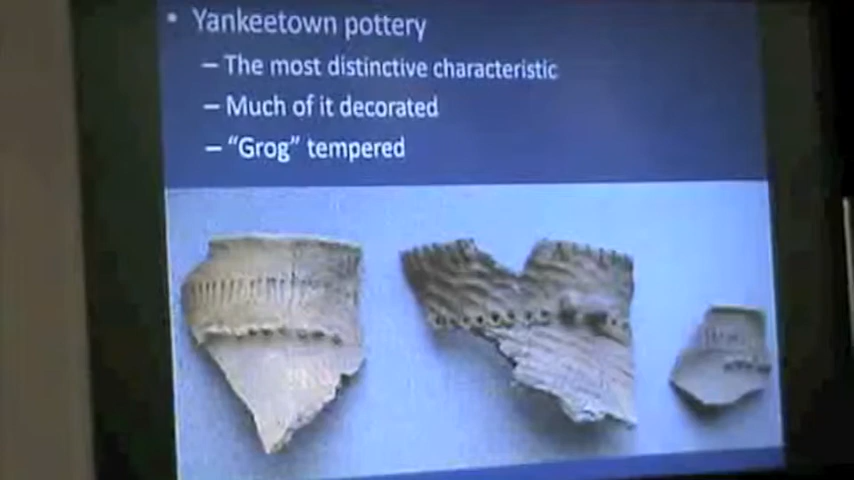 • Yankeetown pottery
– The most distinctive characteristic
– Much of it decorated
– “Grog” tempered